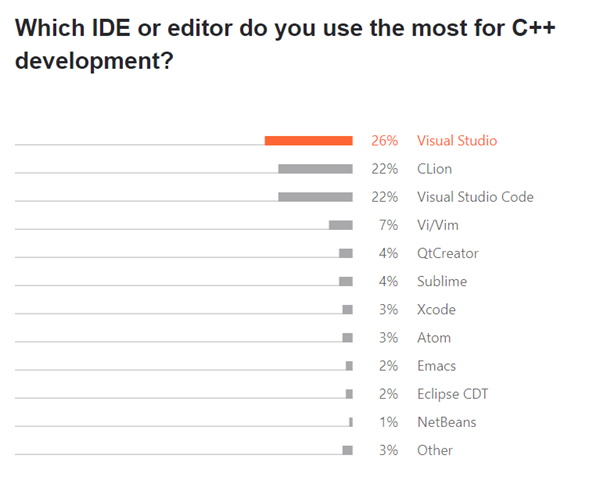 Which IDE or editor do you use the most for C++
development?
26% Visual Studio
22% CLion
22% Visual Studio Code
7% Vi/Vim
4% QtCreator
4% Sublime
3% Xcode
3% Atom
2% Emacs
2% Eclipse CDT
1% NetBeans
3% Other